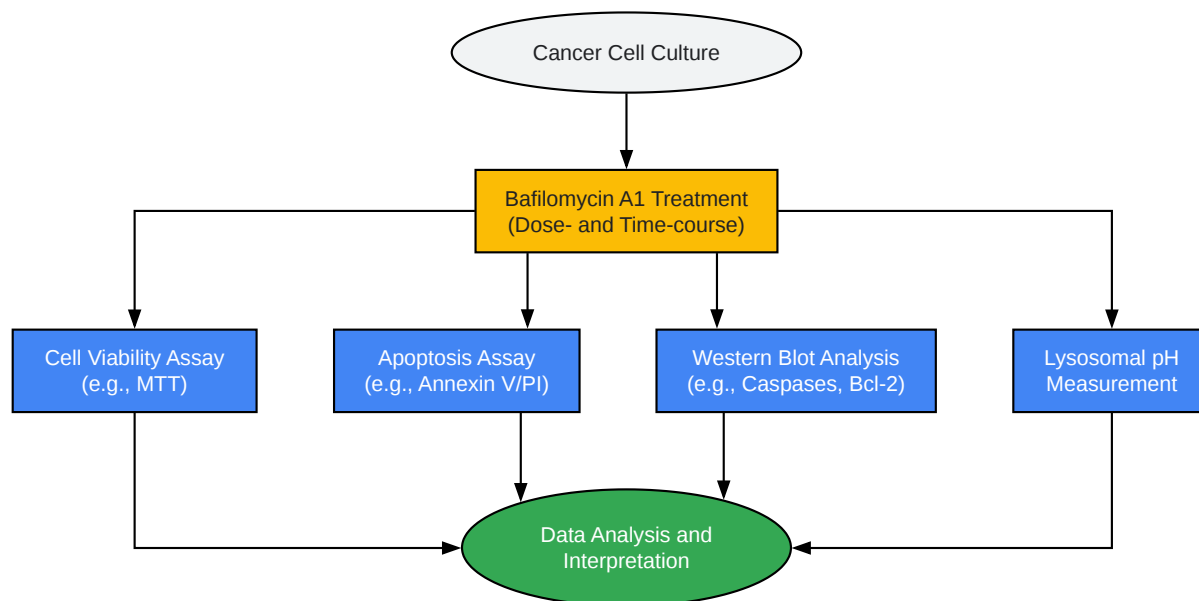 Cancer Cell Culture
Bafilomycin A1 Treatment
(Dose- and Time-course)
Cell Viability Assay
(e.g., MTT)
Apoptosis Assay
(e.g., Annexin V/PI)
Western Blot Analysis
(e.g., Caspases, Bcl-2)
Lysosomal pH
Measurement
Data Analysis and
Interpretation